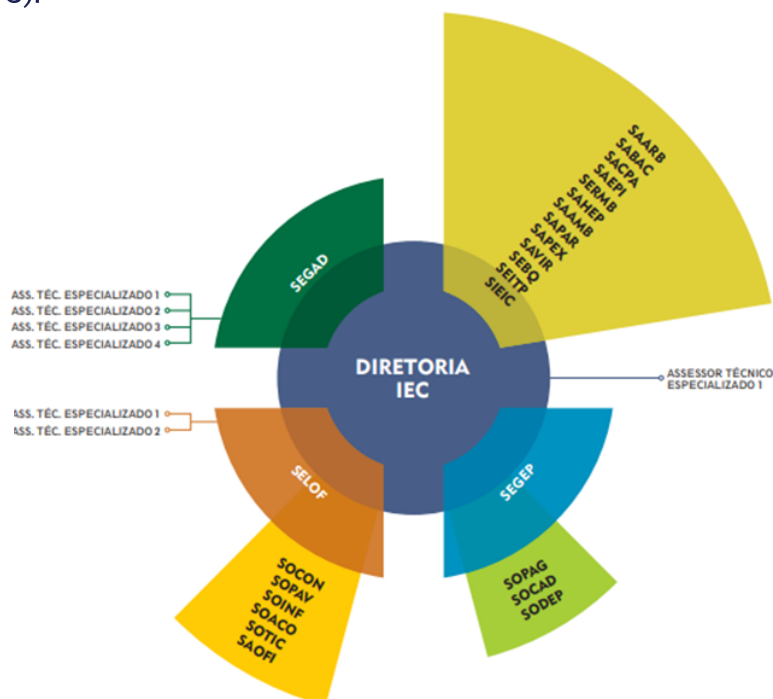 SAARB
SABAC
SACPA
SAEPI
SERMB
SAHEP
SAAMB
SAPAR
SAPEX
SAVIR
SEBQ
SEITP
SIEIC
SEGAD
ASS. TÉC. ESPECIALIZADO 1
ASS. TÉC. ESPECIALIZADO 2
ASS. TÉC. ESPECIALIZADO 3
ASS. TÉC. ESPECIALIZADO 4
DIRETORIA
IEC
ASSESSOR TÉCNICO
ESPECIALIZADO 1
ASS. TÉC. ESPECIALIZADO 1
ASS. TÉC. ESPECIALIZADO 2
SELOF
SEGEP
SOCON
SOPAV
SOINF
SOACO
SOTIC
SAOFI
SOPAG
SOCAD
SODEP